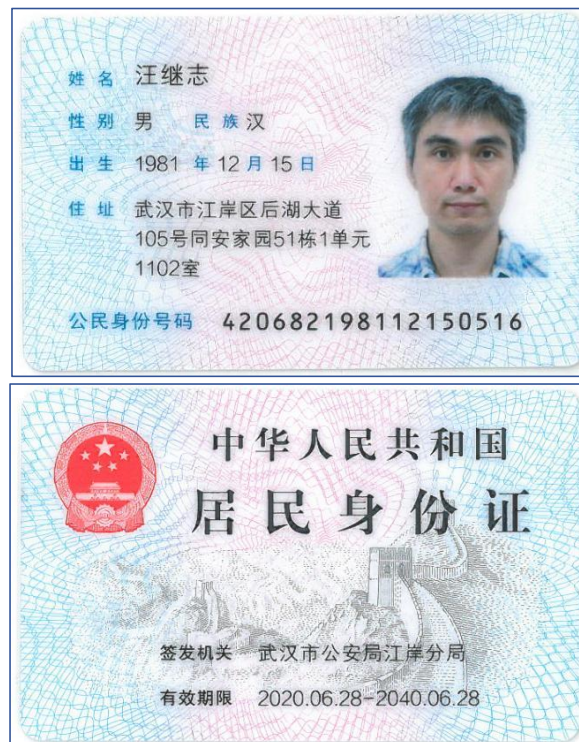 姓名 汪继志
性别 男 民族 汉
出生 1981 年 12 月 15 日
住址 武汉市江岸区后湖大道
105号同安家园51栋1单元
1102室
公民身份号码 420682198112150516
中华人民共和国
居民身份证
签发机关 武汉市公安局江岸分局
有效期限 2020.06.28-2040.06.28